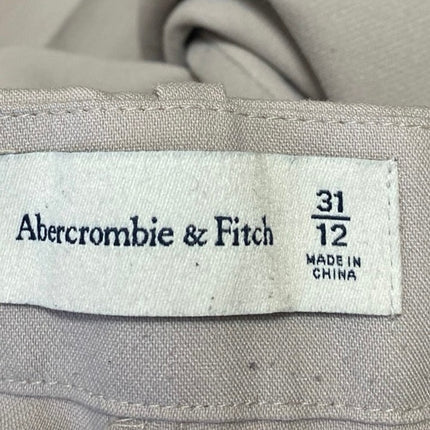 Abercrombie & Fitch
31
12
MADE IN
CHINA